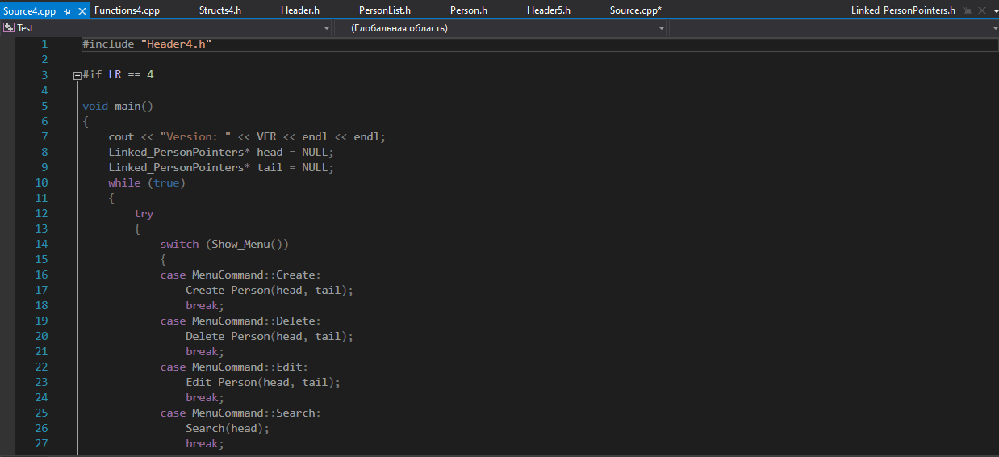 Source4.cpp Functions4.cpp Structs4.h Header.h PersonList.h Person.h Header5.h Source.cpp* Linked_PersonPointers.h
Test (Глобальная область)
1 #include "Header4.h"
2
3 #if LR == 4
4
5 void main()
6 {
7 cout << "Version: " << VER << endl << endl;
8 Linked_PersonPointers* head = NULL;
9 Linked_PersonPointers* tail = NULL;
10 while (true)
11 {
12 try
13 {
14 switch (Show_Menu())
15 {
16 case MenuCommand::Create:
17 Create_Person(head, tail);
18 break;
19 case MenuCommand::Delete:
20 Delete_Person(head, tail);
21 break;
22 case MenuCommand::Edit:
23 Edit_Person(head, tail);
24 break;
25 case MenuCommand::Search:
26 Search(head);
27 break;